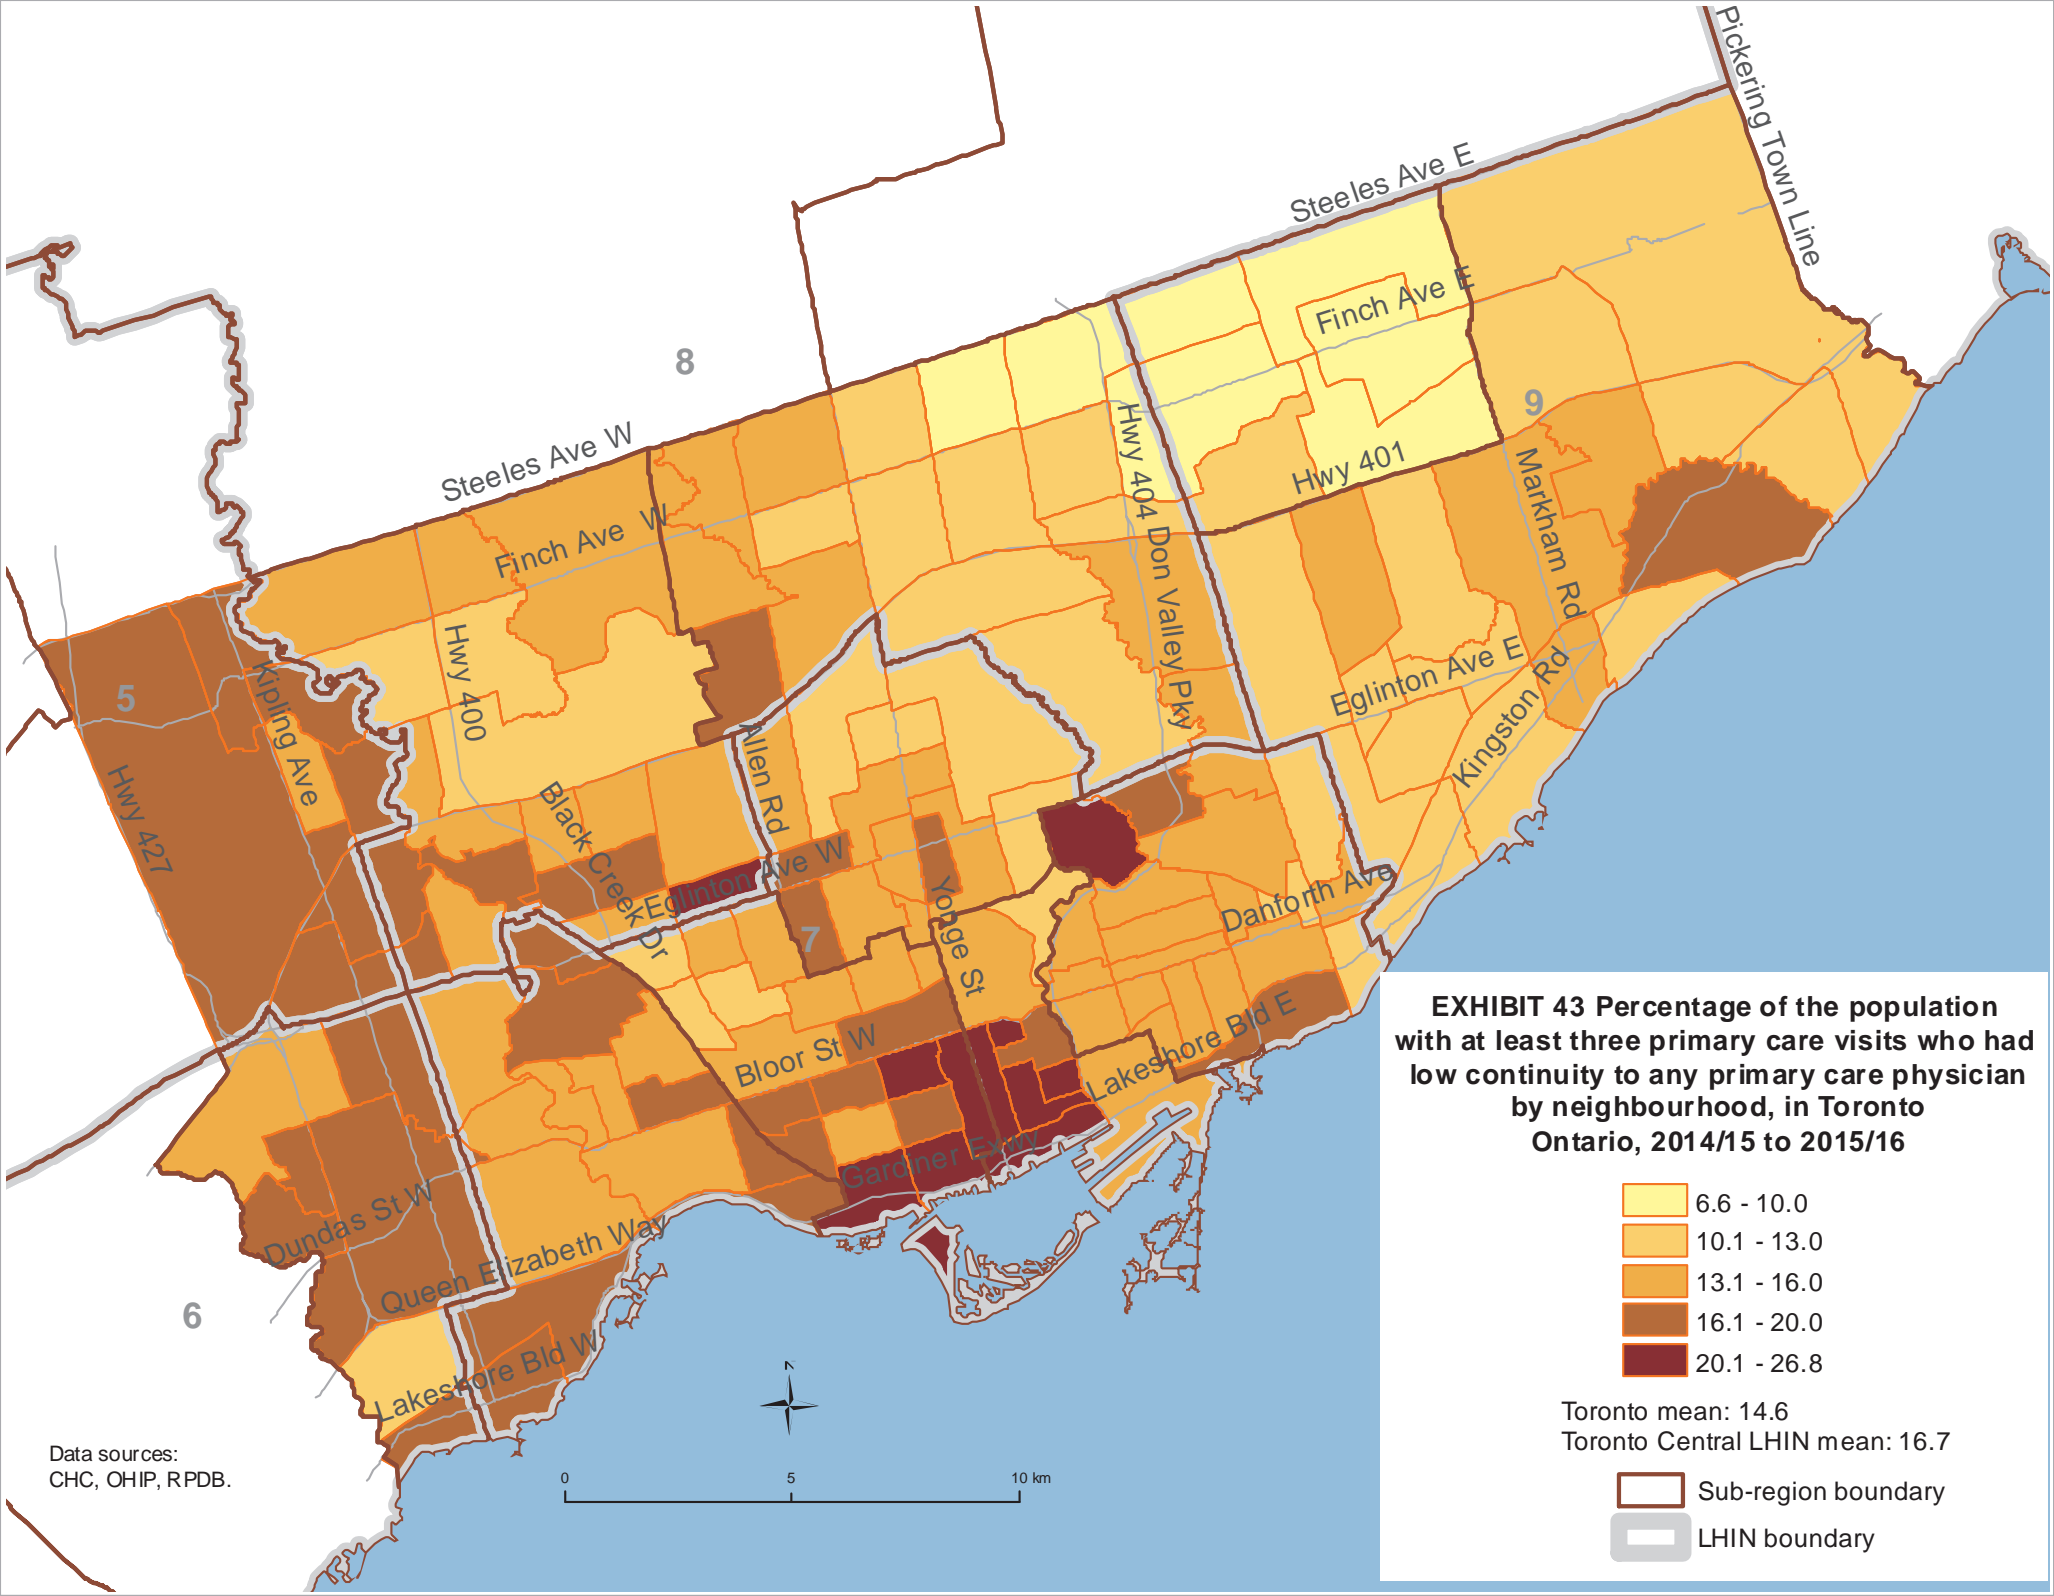 Pickering Town Line
Steeles Ave E
Finch Ave E
8
9
Steeles Ave W
Hwy 404
Hwy 401
Finch Ave W
Markham Rd
Don Valley Pky
Hwy 400
Kipling Ave
5
Eglinton Ave E
Kingston Rd
Allen Rd
Hwy 427
Black Creek Dr
Eglinton Ave W
Yonge St
Danforth Ave
7
Bloor St W
Lakeshore Bld E
Gardiner Exwy
Dundas St W
Queen Elizabeth Way
6
Lakeshore Bld W
EXHIBIT 43 Percentage of the population
with at least three primary care visits who had
low continuity to any primary care physician
by neighbourhood, in Toronto
Ontario, 2014/15 to 2015/16
6.6 - 10.0
10.1 - 13.0
13.1 - 16.0
16.1 - 20.0
20.1 - 26.8
Toronto mean: 14.6
Toronto Central LHIN mean: 16.7
Sub-region boundary
LHIN boundary
N
Data sources:
CHC, OHIP, RPDB.
0 5 10 km